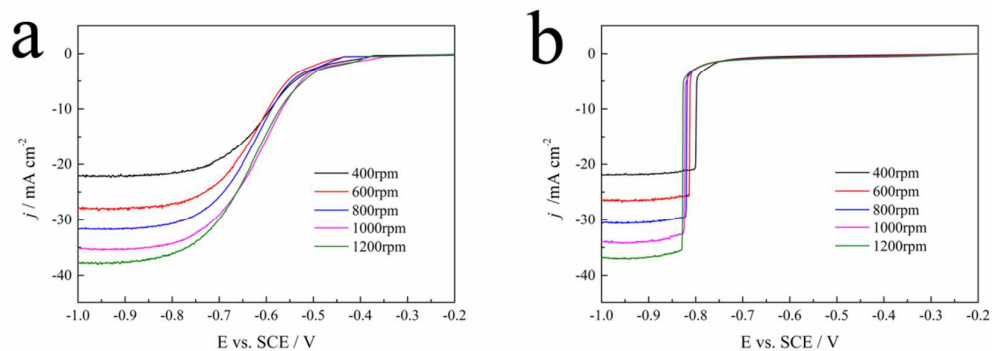 a
j /mA cm-2
0
-10
-20
-30
-40
400rpm
600rpm
800rpm
1000rpm
1200rpm
-1.0 -0.9 -0.8 -0.7 -0.6 -0.5 -0.4 -0.3 -0.2
E vs. SCE / V
b
j /mA cm-2
0
-10
-20
-30
-40
400rpm
600rpm
800rpm
1000rpm
1200rpm
-1.0 -0.9 -0.8 -0.7 -0.6 -0.5 -0.4 -0.3 -0.2
E vs. SCE / V